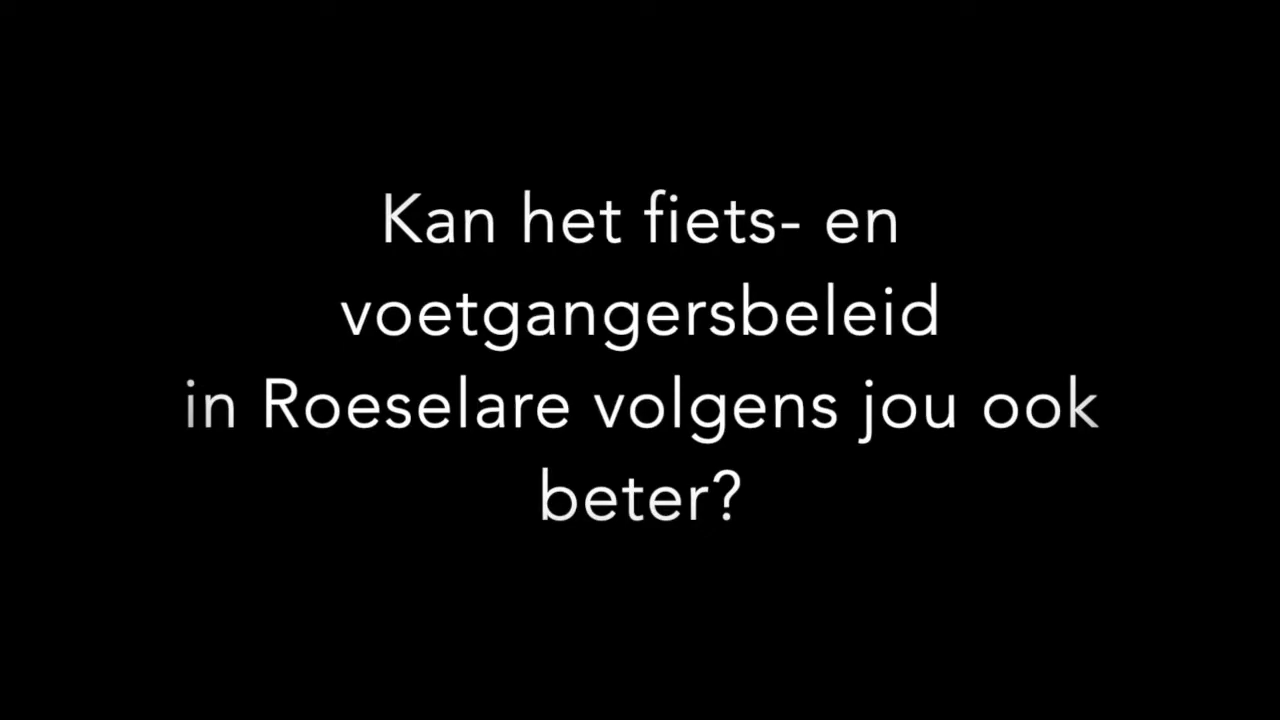 Kan het fiets- en
voetgangersbeleid
in Roeselare volgens jou ook
beter?